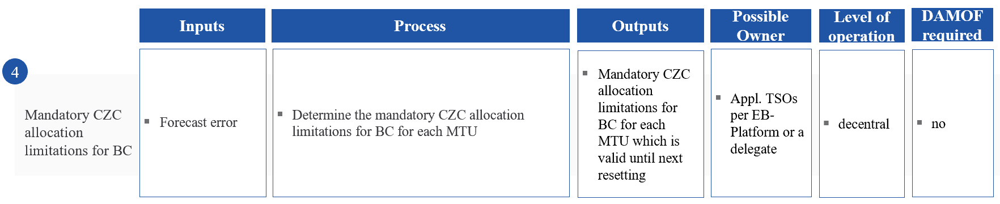 Inputs
Process
Outputs
Possible
Owner
Level of
operation
DAMOF
required
4
Mandatory CZC
allocation
limitations for BC
▪ Forecast error
▪ Determine the mandatory CZC allocation
limitations for BC for each MTU
▪ Mandatory CZC
allocation
limitations for
BC for each
MTU which is
valid until next
resetting
▪ Appl. TSOs
per EB-
Platform or a
delegate
▪ decentral
▪ no